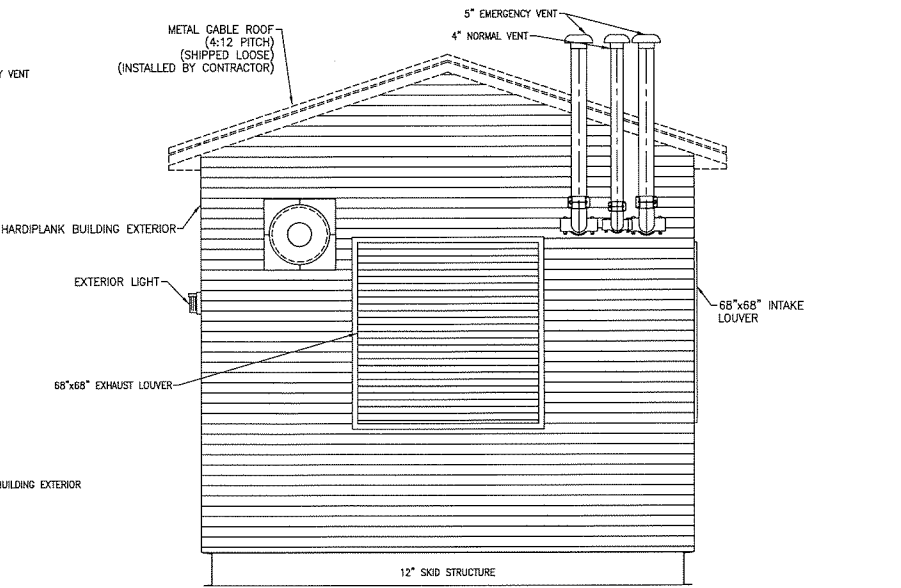 5" EMERGENCY VENT
METAL GABLE ROOF
(4:12 PITCH)
(SHIPPED LOOSE)
(INSTALLED BY CONTRACTOR)
4" NORMAL VENT
VENT
HARDIPLANK BUILDING EXTERIOR
EXTERIOR LIGHT
68"x68" INTAKE
LOUVER
68"x68" EXHAUST LOUVER
BUILDING EXTERIOR
12" SKID STRUCTURE